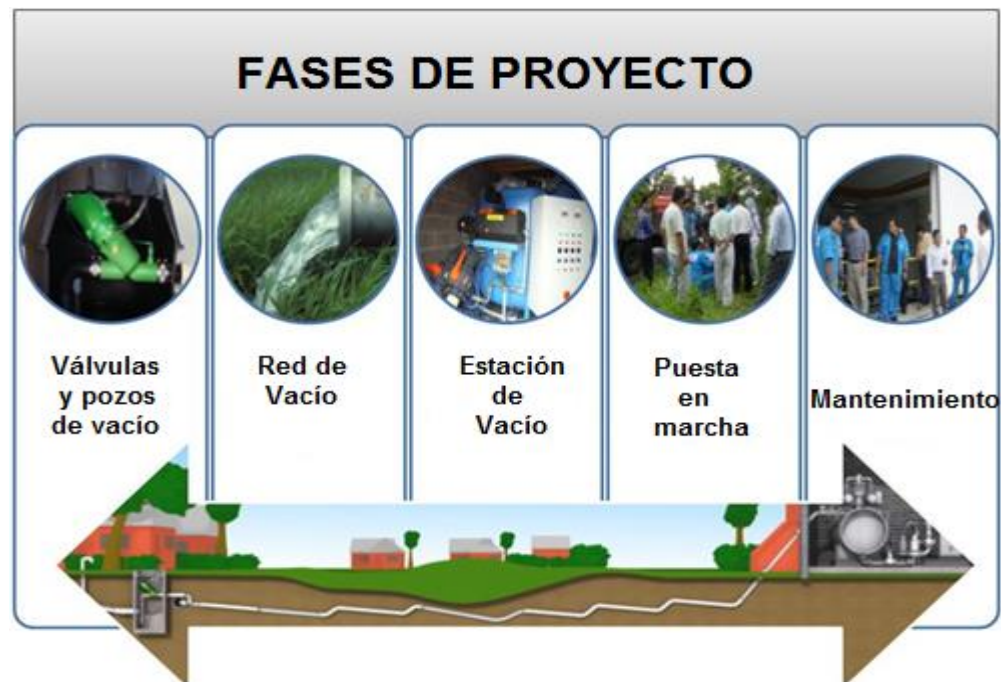 FASES DE PROYECTO
Válvulas
y pozos
de vacío
Red de
Vacío
Estación
de
Vacío
Puesta
en
marcha
Mantenimiento